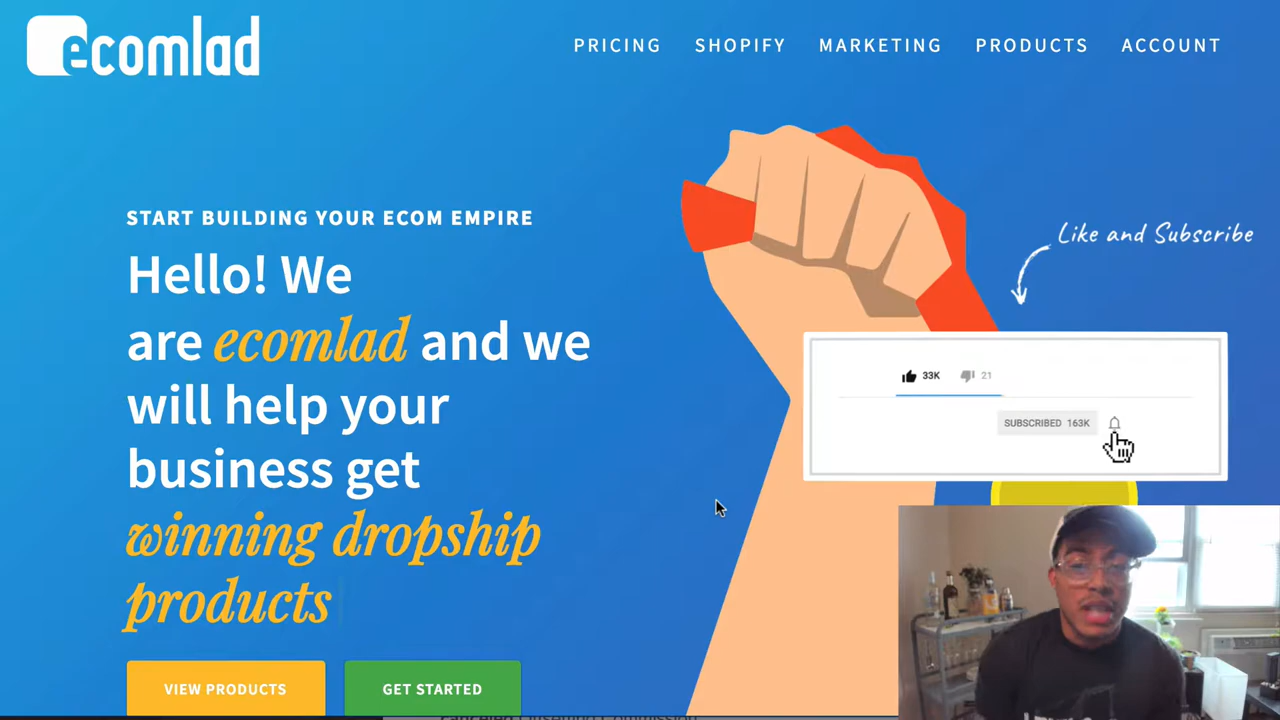 ecomlad
PRICING SHOPIFY MARKETING PRODUCTS ACCOUNT
START BUILDING YOUR ECOM EMPIRE
Hello! We
are ecomlad and we
will help your
business get
winning dropship
products
VIEW PRODUCTS GET STARTED
Like and Subscribe
33K 21
SUBSCRIBED 163K